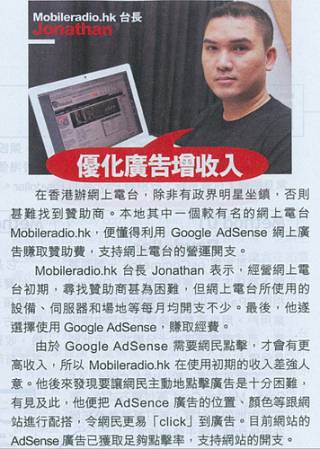 Mobileradio.hk 台長
Jonathan
優化廣告增收入
在香港辦網上電台，除非有政界明星坐鎮，否則
甚難找到贊助商。本地其中一個較有名的網上電台
Mobileradio.hk，便懂得利用 Google AdSense 網上廣
告賺取贊助費，支持網上電台的營運開支。
Mobileradio.hk 台長 Jonathan 表示，經營網上電
台初期，尋找贊助商甚為困難，但網上電台所使用的
設備、伺服器和場地等每月均開支不少。最後，他遂
選擇使用 Google AdSense，賺取經費。
由於 Google AdSense 需要網民點擊，才會有更
高收入，所以 Mobileradio.hk 在使用初期的收入差強人
意。他後來發現要讓網民主動地點擊廣告是十分困難，
有見及此，他便把 AdSence 廣告的位置、顏色等跟網
站進行配搭，令網民更易「click」到廣告。目前網站的
AdSense 廣告已獲取足夠點擊率，支持網站的開支。